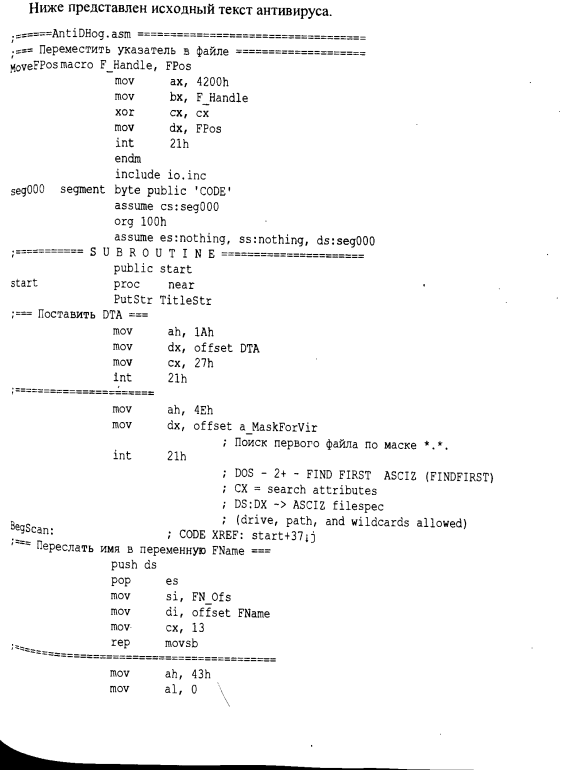 Ниже представлен исходный текст антивируса.
;======AntiDHog.asm ===================================
;=== Переместить указатель в файле ====================
MoveFPos macro F_Handle, FPos
mov ax, 4200h
mov bx, F_Handle
xor cx, cx
mov dx, FPos
int 21h
endm
include io.inc
seg000 segment byte public 'CODE'
assume cs:seg000
org 100h
assume es:nothing, ss:nothing, ds:seg000
;=========== S U B R O U T I N E ======================
public start
start proc near
PutStr TitleStr
;=== Поставить DTA ===
mov ah, 1Ah
mov dx, offset DTA
mov cx, 27h
int 21h
;======================
mov ah, 4Eh
mov dx, offset a_MaskForVir
; Поиск первого файла по маске *.*.
int 21h
; DOS - 2+ - FIND FIRST ASCIZ (FINDFIRST)
; CX = search attributes
; DS:DX -> ASCIZ filespec
; (drive, path, and wildcards allowed)
BegScan: ; CODE XREF: start+37↓j
;=== Переслать имя в переменную FName ===
push ds
pop es
mov si, FN_Ofs
mov di, offset FName
mov cx, 13
rep movsb
;=========================================
mov ah, 43h
mov al, 0